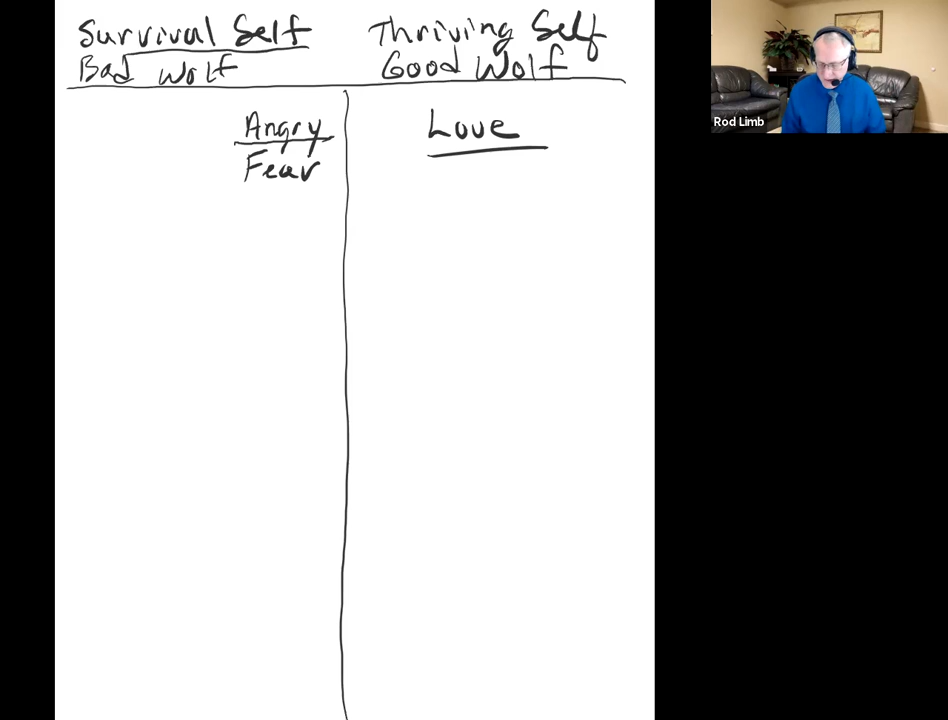 Survival Self
Bad Wolf
Thriving Self
Good Wolf
Angry
Fear
Love
Rod Limb